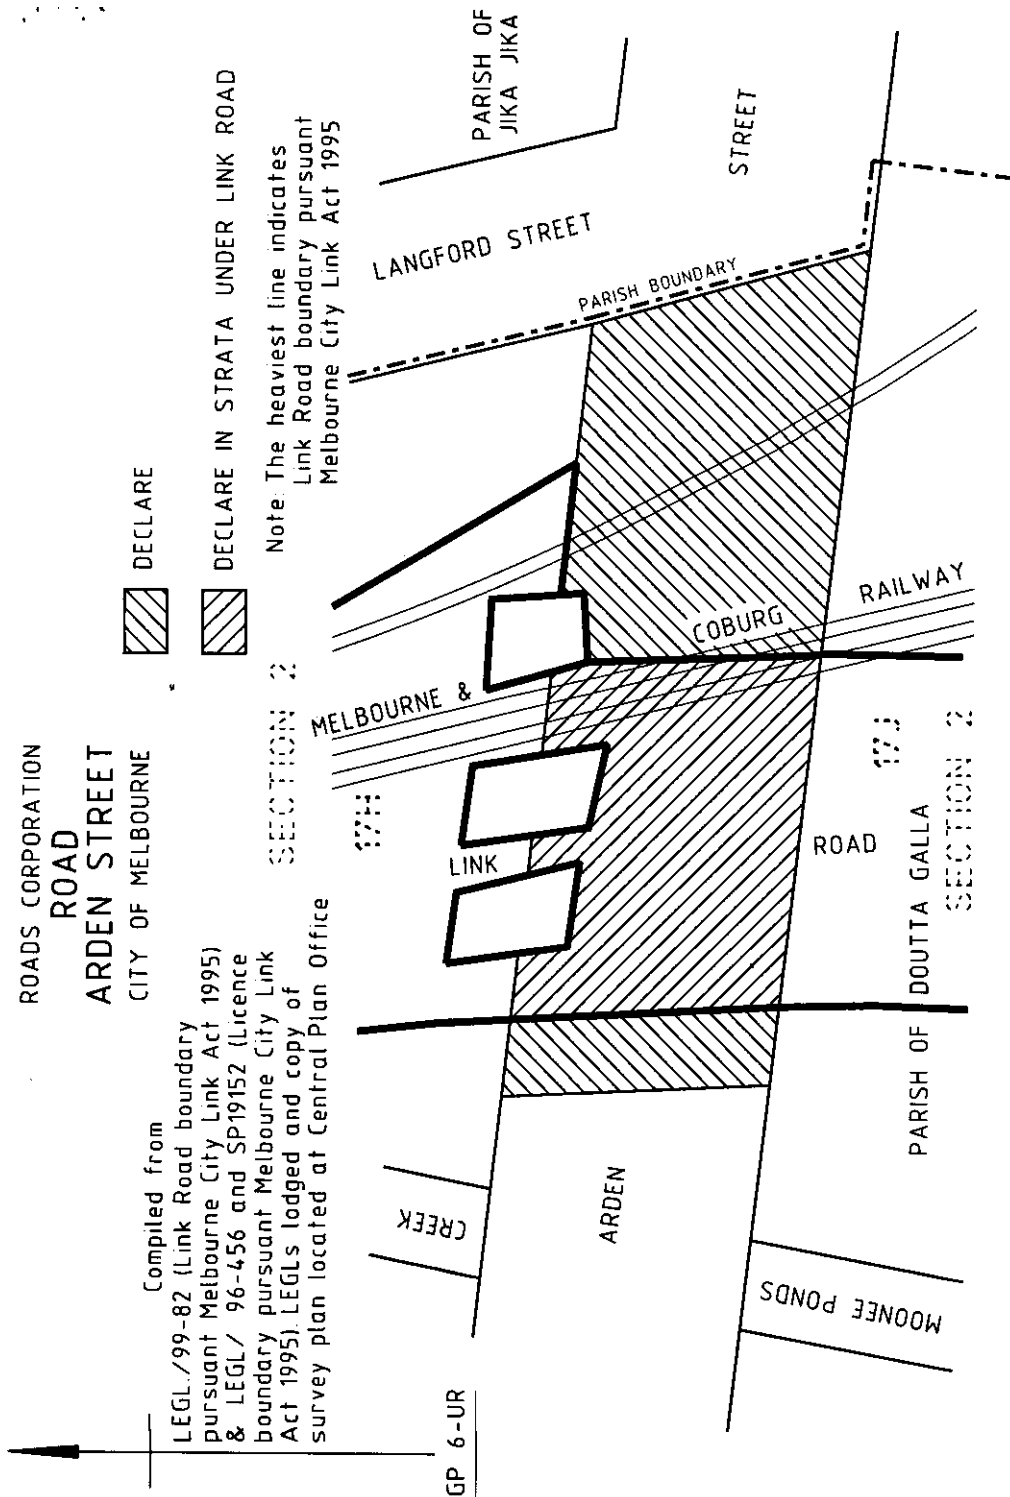 ROADS CORPORATION
ROAD
ARDEN STREET
CITY OF MELBOURNE
Compiled from
LEGL./99-82 (Link Road boundary
pursuant Melbourne City Link Act 1995)
& LEGL/ 96-456 and SP19152 (Licence
boundary pursuant Melbourne City Link
Act 1995). LEGLs lodged and copy of
survey plan located at Central Plan Office
DECLARE
DECLARE IN STRATA UNDER LINK ROAD
Note: The heaviest line indicates
Link Road boundary pursuant
Melbourne City Link Act 1995
GP 6-UR
SECTION 2
17H
MELBOURNE &
COBURG
RAILWAY
LINK
ROAD
CREEK
MOONEE PONDS
ARDEN
STREET
LANGFORD STREET
PARISH BOUNDARY
PARISH OF
JIKA JIKA
17J
PARISH OF DOUTTA GALLA
SECTION 2